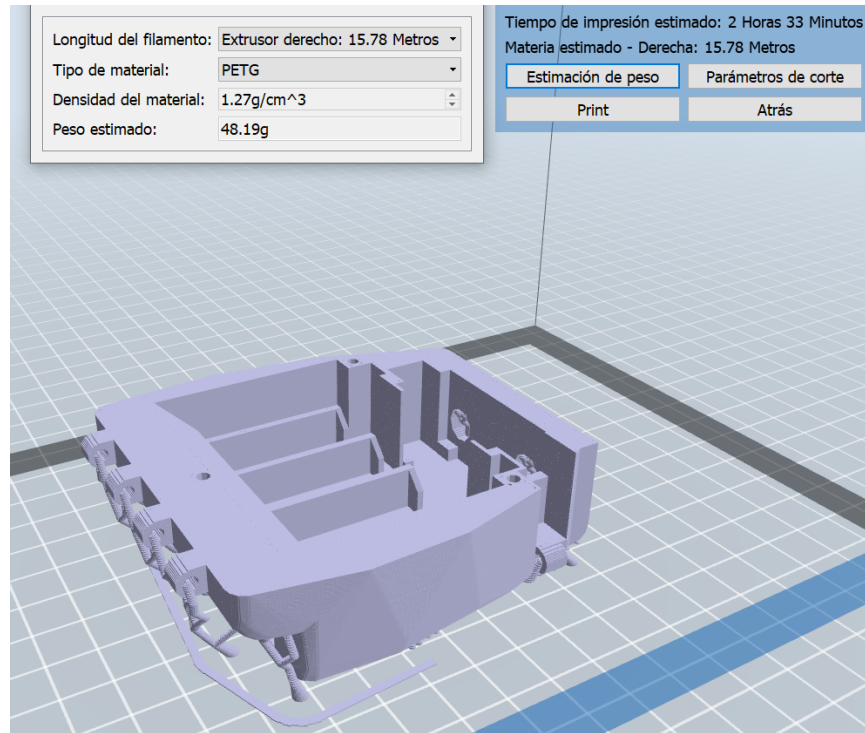 Longitud del filamento: Extrusor derecho: 15.78 Metros
Tipo de material: PETG
Densidad del material: 1.27g/cm^3
Peso estimado: 48.19g
Tiempo de impresión estimado: 2 Horas 33 Minutos
Materia estimado - Derecha: 15.78 Metros
Estimación de peso Parámetros de corte
Print Atrás